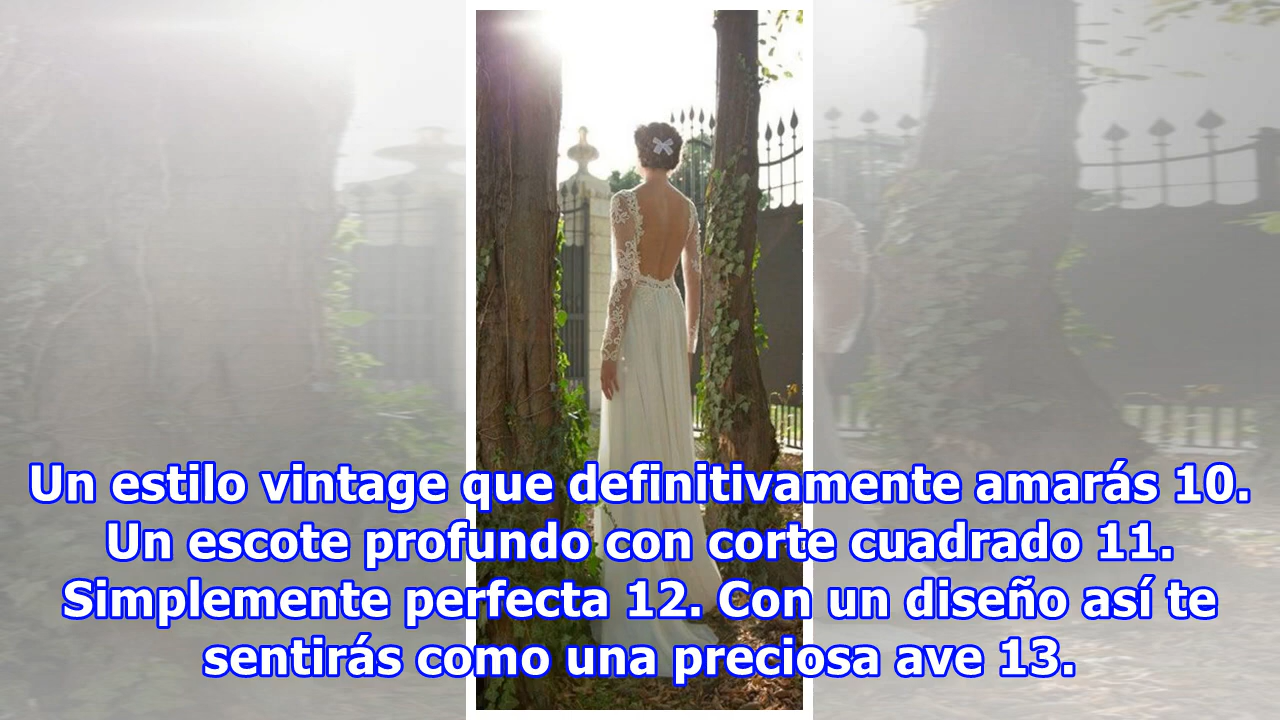 Un estilo vintage que definitivamente amarás 10.
Un escote profundo con corte cuadrado 11.
Simplemente perfecta 12. Con un diseño así te
sentirás como una preciosa ave 13.